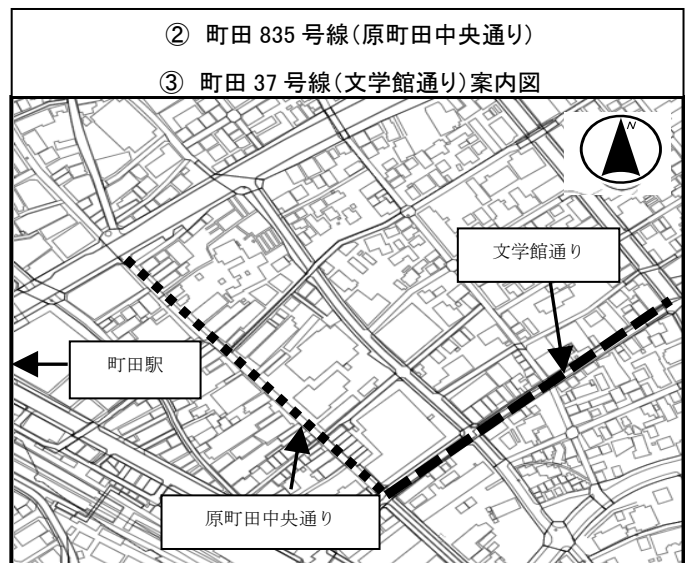 ② 町田 835 号線(原町田中央通り)
③ 町田 37 号線(文学館通り)案内図
N
文学館通り
町田駅
原町田中央通り